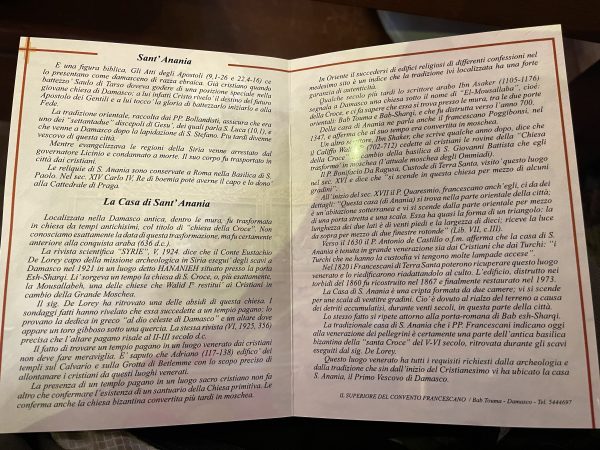 Sant' Anania
E una figura biblica. Gli Atti degli Apostoli (9,1-26 e 22,4-16) ce
lo presentano come damasceno di razza ebraica. Già cristiano quando
battezzo' Saulo di Tarso doveva godere di una posizione speciale nella
giovane chiesa di Damasco; a lui infatti Cristo rivelo' il destino del futuro
Apostolo dei Gentili e a lui tocco' la gloria di battezzarlo iniziarlo e alla
Fede.
La tradizione orientale, raccolta dai PP. Bollandisti, assicura che era
uno dei "settantadue" discepoli di Gesu', dei quali parla S. Luca (10,1), e
che venne a Damasco dopo la lapidazione di S. Stefano. Piu tardi divenne
vescovo di questa città.
Mentre evangelizzava le regioni della Siria venne arrestato dal
governatore Licinio e condannato a morte. Il suo corpo fu trasportato in
città dai cristiani.
Le reliquie di S. Anania sono conservate a Roma nella Basilica di S.
Paolo. Nel sec. XIV Carlo IV, Re di boemia poté averne il capo e lo dono'
alla Cattedrale di Praga.
La Casa di Sant' Anania
Localizzata nella Damasco antica, dentro le mura, fu trasformata
in chiesa da tempi antichissimi, col titolo di "chiesa della Croce". Non
conosciamo esattamente la data di questa trasformazione, ma fu certamente
anteriore alla conquista araba (636 d.c.).
La rivista scientifica "SYRIE", V, 1924, dice che il Conte Eustachio
De Lorey capo della missione archeologica in Siria esegui' degli scavi a
Damasco nel 1921 in un luogo detto HANANIEH situato presso la porta
Esh-Sharqi. Li' sorgeva un tempo la chiesa di S. Croce, o, più esattamente,
la Mousallabeh, una delle chiese che Walid Iº restitui' ai Cristiani in
cambio della Grande Moschea.
Il sig. De Lorey ha ritrovato una delle absidi di questa chiesa. I
sondaggi fatti hanno rivelato che essa succedette a un tempio pagano; lo
provano la dedica in greco "al dio celeste di Damasco" e un altare dove
appare un toro gibboso sotto una quercia. La stessa rivista (VI, 1925, 356)
precisa che l'altare pagano risale al II-III secolo d.c.
Il fatto di trovare un tempio pagano in un luogo venerato dai cristiani
non deve fare meraviglia. E' saputo che Adriano (117-138) edifico' del
templi sul Calvario e sulla Grotta di Betlemme con lo scopo preciso di
allontanare i cristiani da questi luoghi venerati.
La presenza di un tempio pagano in un luogo sacro cristiano non fa
altro che confermare l'esistenza di un santuario della Chiesa primitiva. Le
conferma anche la chiesa bizantina convertita più tardi in moschea.
In Oriente il succedersi di edifici religiosi di differenti confessioni nel
medesimo sito è un indice che la tradizione ivi localizzata ha una forte
garanzia di autenticità.
Qualche secolo più tardi lo scrittore arabo Ibn Asaker (1105-1176)
segnala a Damasco una chiesa sotto il nome di "El-Mousallaba", cioè:
della Croce, e ci fa sapere che essa si trova presso le mura, fra le due porte
orientali: Bab Touma e Bab-Sharqi, e che fu distrutta verso l'anno 700.
Della casa di S. Anania ne parla anche il francescano Poggibonsi, nel
1347, e afferma che al suo tempo era convertita in moschea.
Un altro autore, Ibn Shaker, che scrive qualche anno dopo, dice che
il Califfo Walid (702-712) cedette ai cristiani le rovine della "Chiesa
della Croce" in cambio della basilica di S. Giovanni Battista che egli
trasformo' in moschea (l'attuale moschea degli Ommiadi).
Il P. Bonifacio Da Ragusa, Custode di Terra Santa, visitò questo luogo
nel sec. XVI e dice che "si scende in questa chiesa per mezzo di alcuni
gradini".
All'inizio del sec. XVII il P. Quaresmio, francescano anch'egli, ci da dei
dettagli: "Questa casa (di Anania) si trova nella parte orientale della città;
è un'abitazione sotteranea e vi si scende dalla parte orientale per mezzo
di una porta stretta e una scala. Essa ha quasi la forma di un triangolo: la
lunghezza dei due lati è di venti piedi e la largezza di dieci; riceve la luce
da sopra per mezzo di due finestre rotonde" (Lib. VII, c.III).
Verso il 1630 il P. Antonio de Castillo o.f.m. afferma che la casa di S.
Anania è tenuta in grande venerazione sia dai Cristiani che dai Turchi: "i
Turchi che ne hanno la custodia vi tengono molte lampade accese".
Nel 1820 i Francescani di Terra Santa poterono ricuperare questo luogo
venerato e lo riedificarono riadattandolo al culto. L'edificio, distrutto nei
torbidi del 1860 fu ricostruito nel 1867 e finalmente restaurato nel 1973.
La Casa di S. Anania è una cripta formata da due camere; vi si scende
per una scala di ventitre gradini. Cio' è dovuto al rialzo del terreno a causa
dei detriti accumulatisi, durante venti secoli, in questa parte della città.
Lo stesso fatto si ripete attorno alla porta-romana di Bab esh-Sharqi.
La tradizionale casa di S. Anania che i PP. Francescani indicano oggi
alla venerazione dei pellegrini è certamente una parte dell'antica basilica
bizantina della "santa Croce" del V-VI secolo, ritrovata durante gli scavi
eseguiti dal sig. De Lorey.
Questo luogo venerato ha tutti i requisiti richiesti dalla archeologia e
dalla tradizione che sin dall'inizio del Cristianesimo vi ha ubicato la casa
S. Anania, il Primo Vescovo di Damasco.
IL SUPERIORE DEL CONVENTO FRANCESCANO / Bab Touma - Damasco - Tel. 5444697